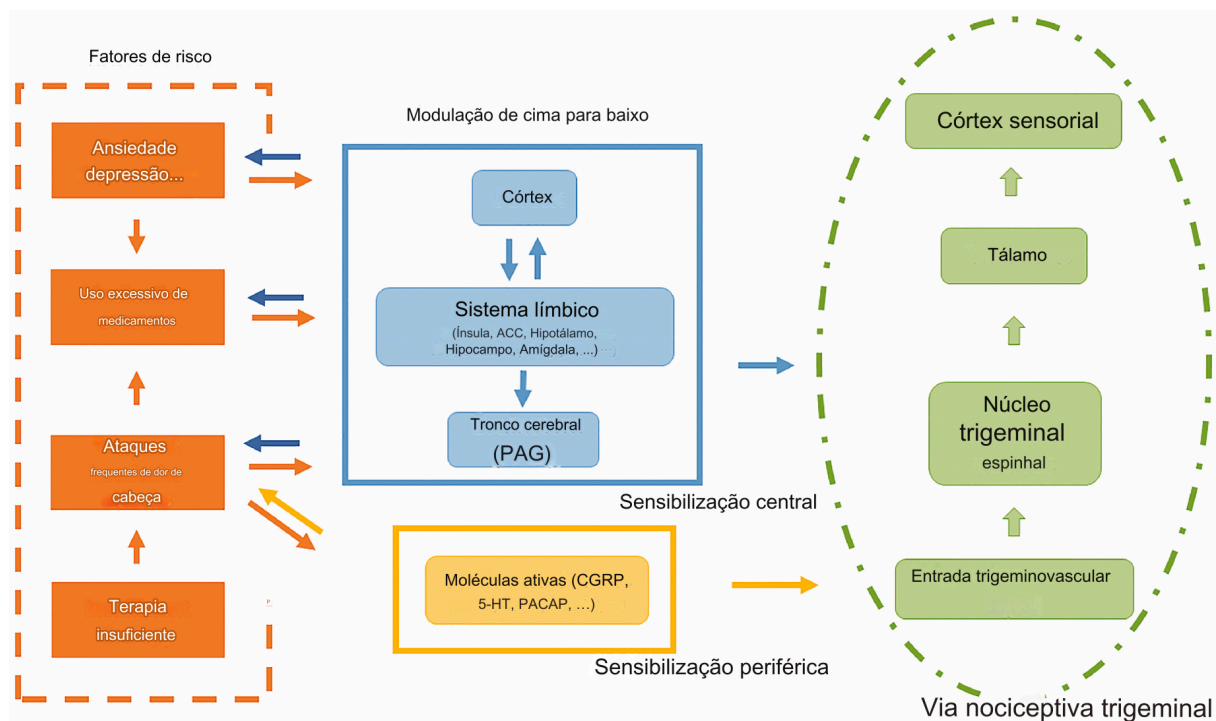 Fatores de risco
Ansiedade
depressão...
Uso excessivo de
medicamentos
Ataques
frequentes de dor de
cabeça
Terapia
insuficiente
Modulação de cima para baixo
Córtex
Sistema límbico
(Ínsula, ACC, Hipotálamo,
Hipocampo, Amígdala, ...)
Tronco cerebral
(PAG)
Sensibilização central
Moléculas ativas (CGRP,
5-HT, PACAP, ...)
Sensibilização periférica
Córtex sensorial
Tálamo
Núcleo
trigeminal
espinhal
Entrada trigeminovascular
Via nociceptiva trigeminal